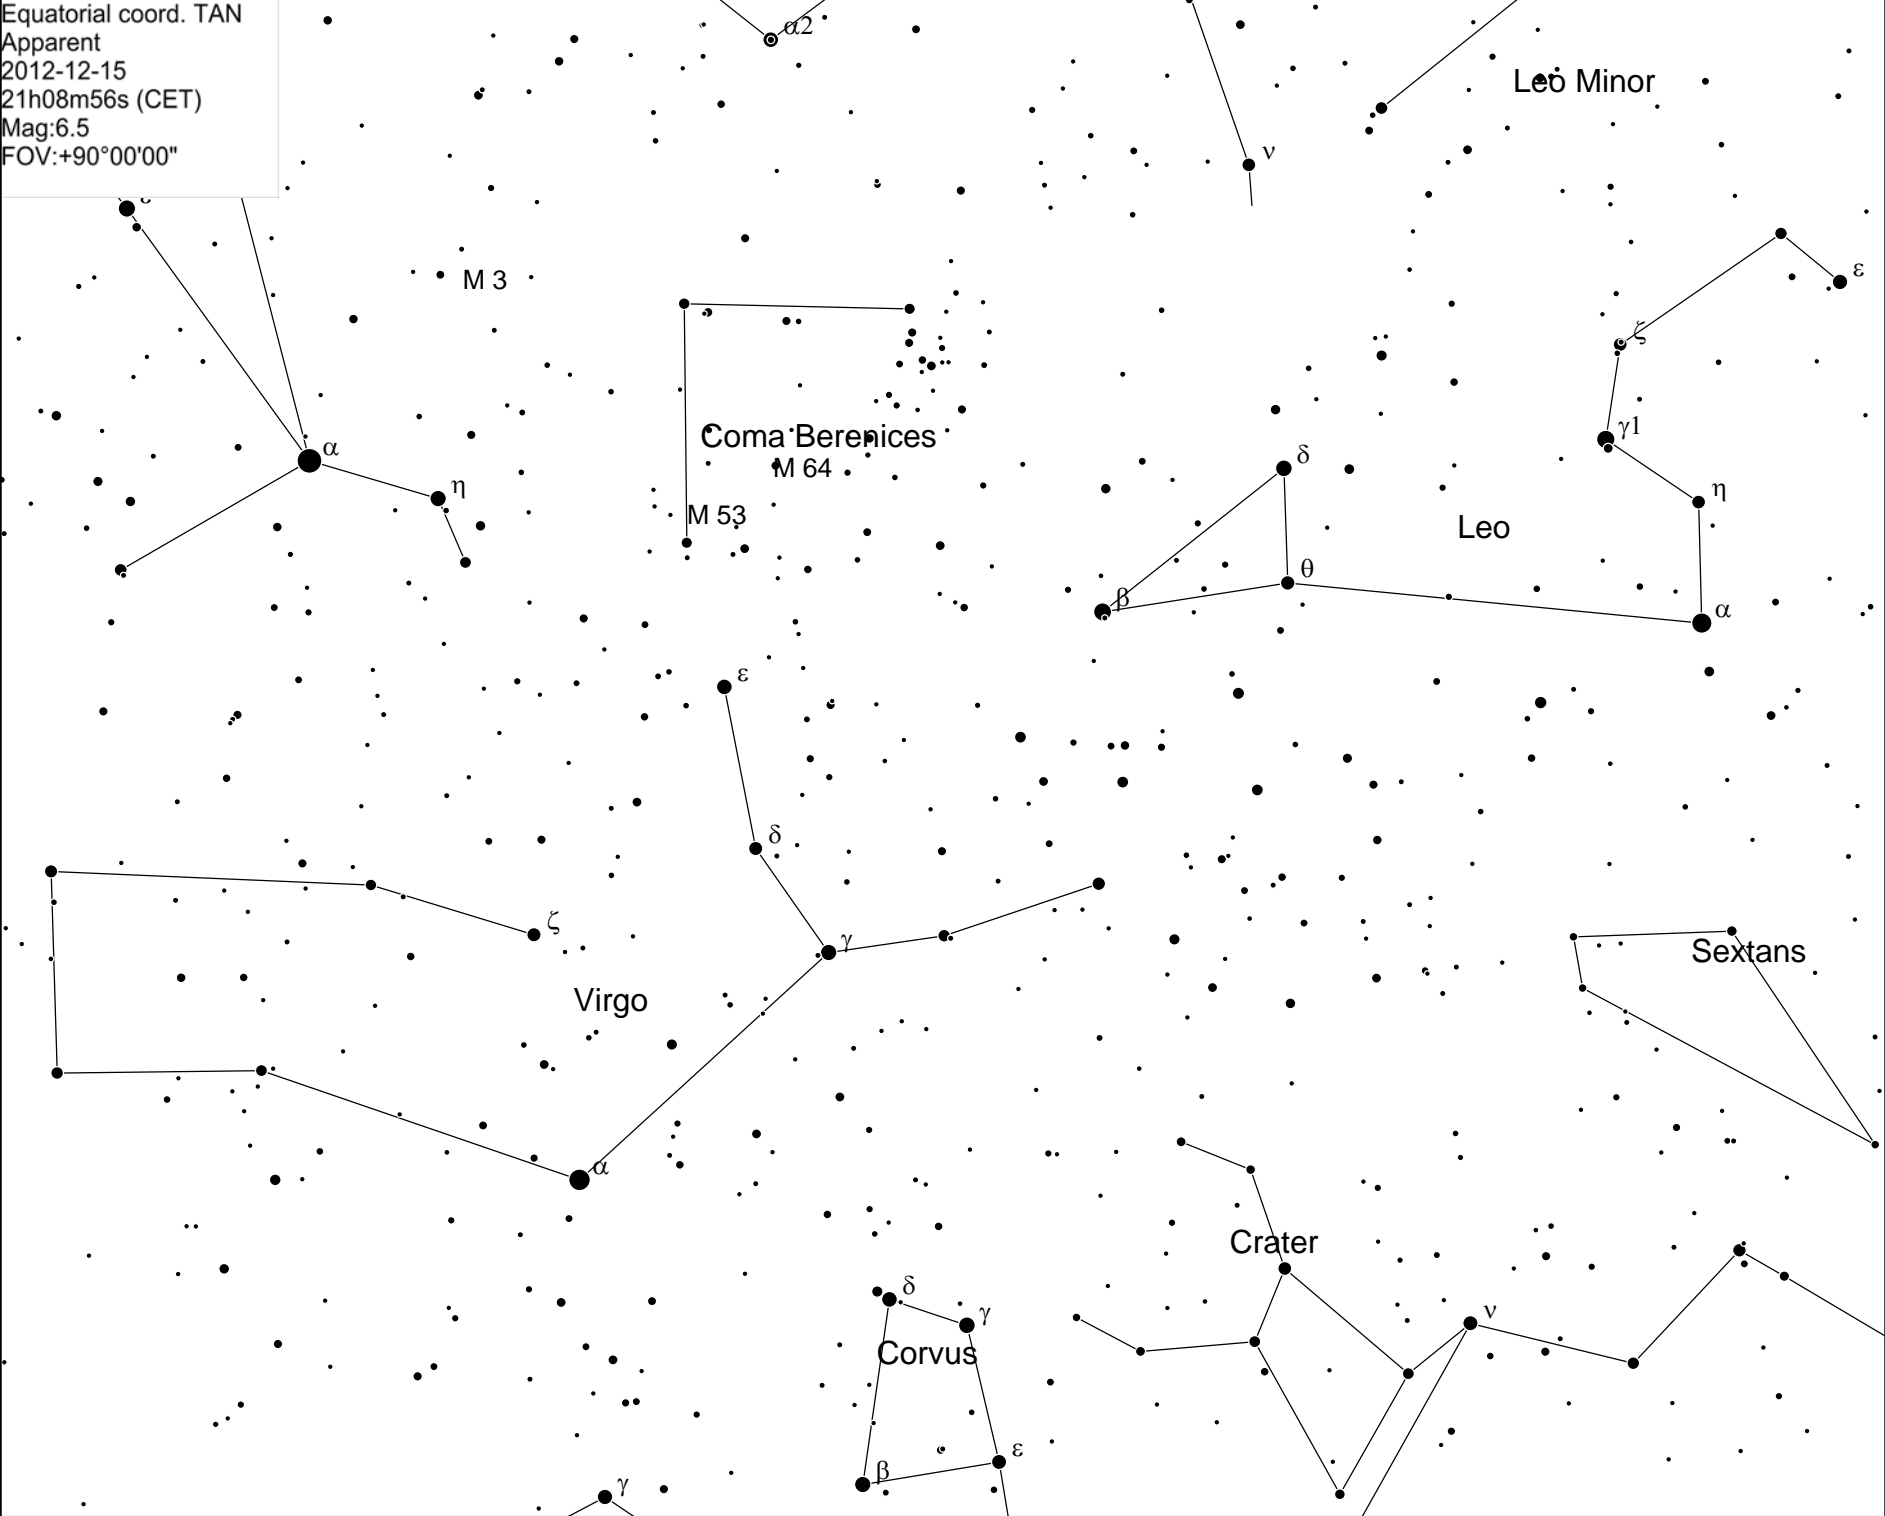 Equatorial coord. TAN
Apparent
2012-12-15
21h08m56s (CET)
Mag:6.5
FOV:+90°00'00"
α2
Leo Minor
ν
M 3
ε
ζ
γ1
Coma Berenices
α
δ
M 64
η
η
M 53
Leo
θ
β
α
ε
δ
ζ
γ
Sextans
Virgo
α
Crater
δ
γ
ν
Corvus
ε
β
γ